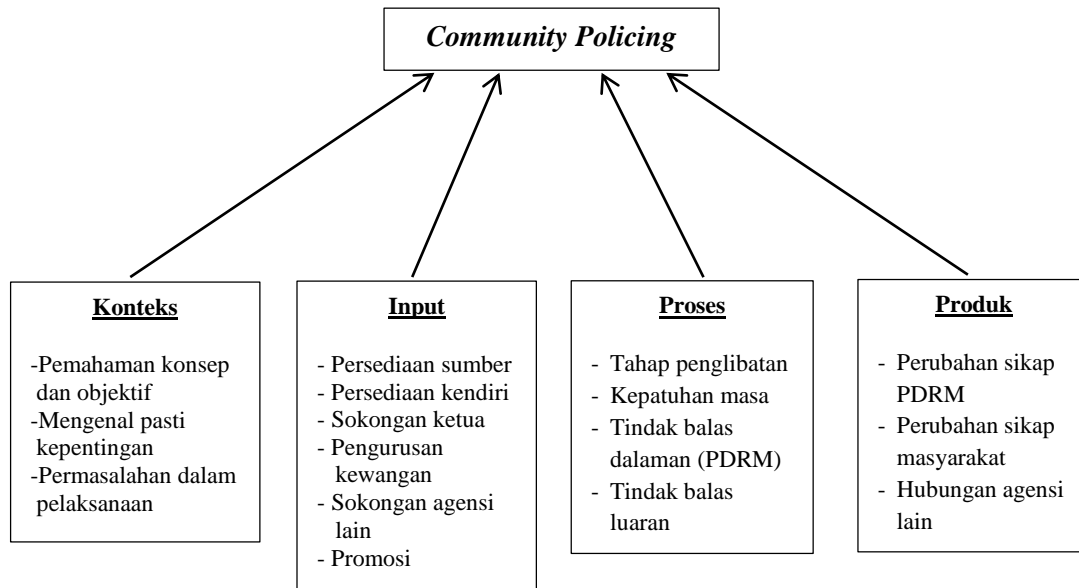 Community Policing
Konteks
-Pemahaman konsep
dan objektif
-Mengenal pasti
kepentingan
-Permasalahan dalam
pelaksanaan
Input
- Persediaan sumber
- Persediaan kendiri
- Sokongan ketua
- Pengurusan
kewangan
- Sokongan agensi
lain
- Promosi
Proses
- Tahap penglibatan
- Kepatuhan masa
- Tindak balas
dalaman (PDRM)
- Tindak balas
luaran
Produk
- Perubahan sikap
PDRM
- Perubahan sikap
masyarakat
- Hubungan agensi
lain